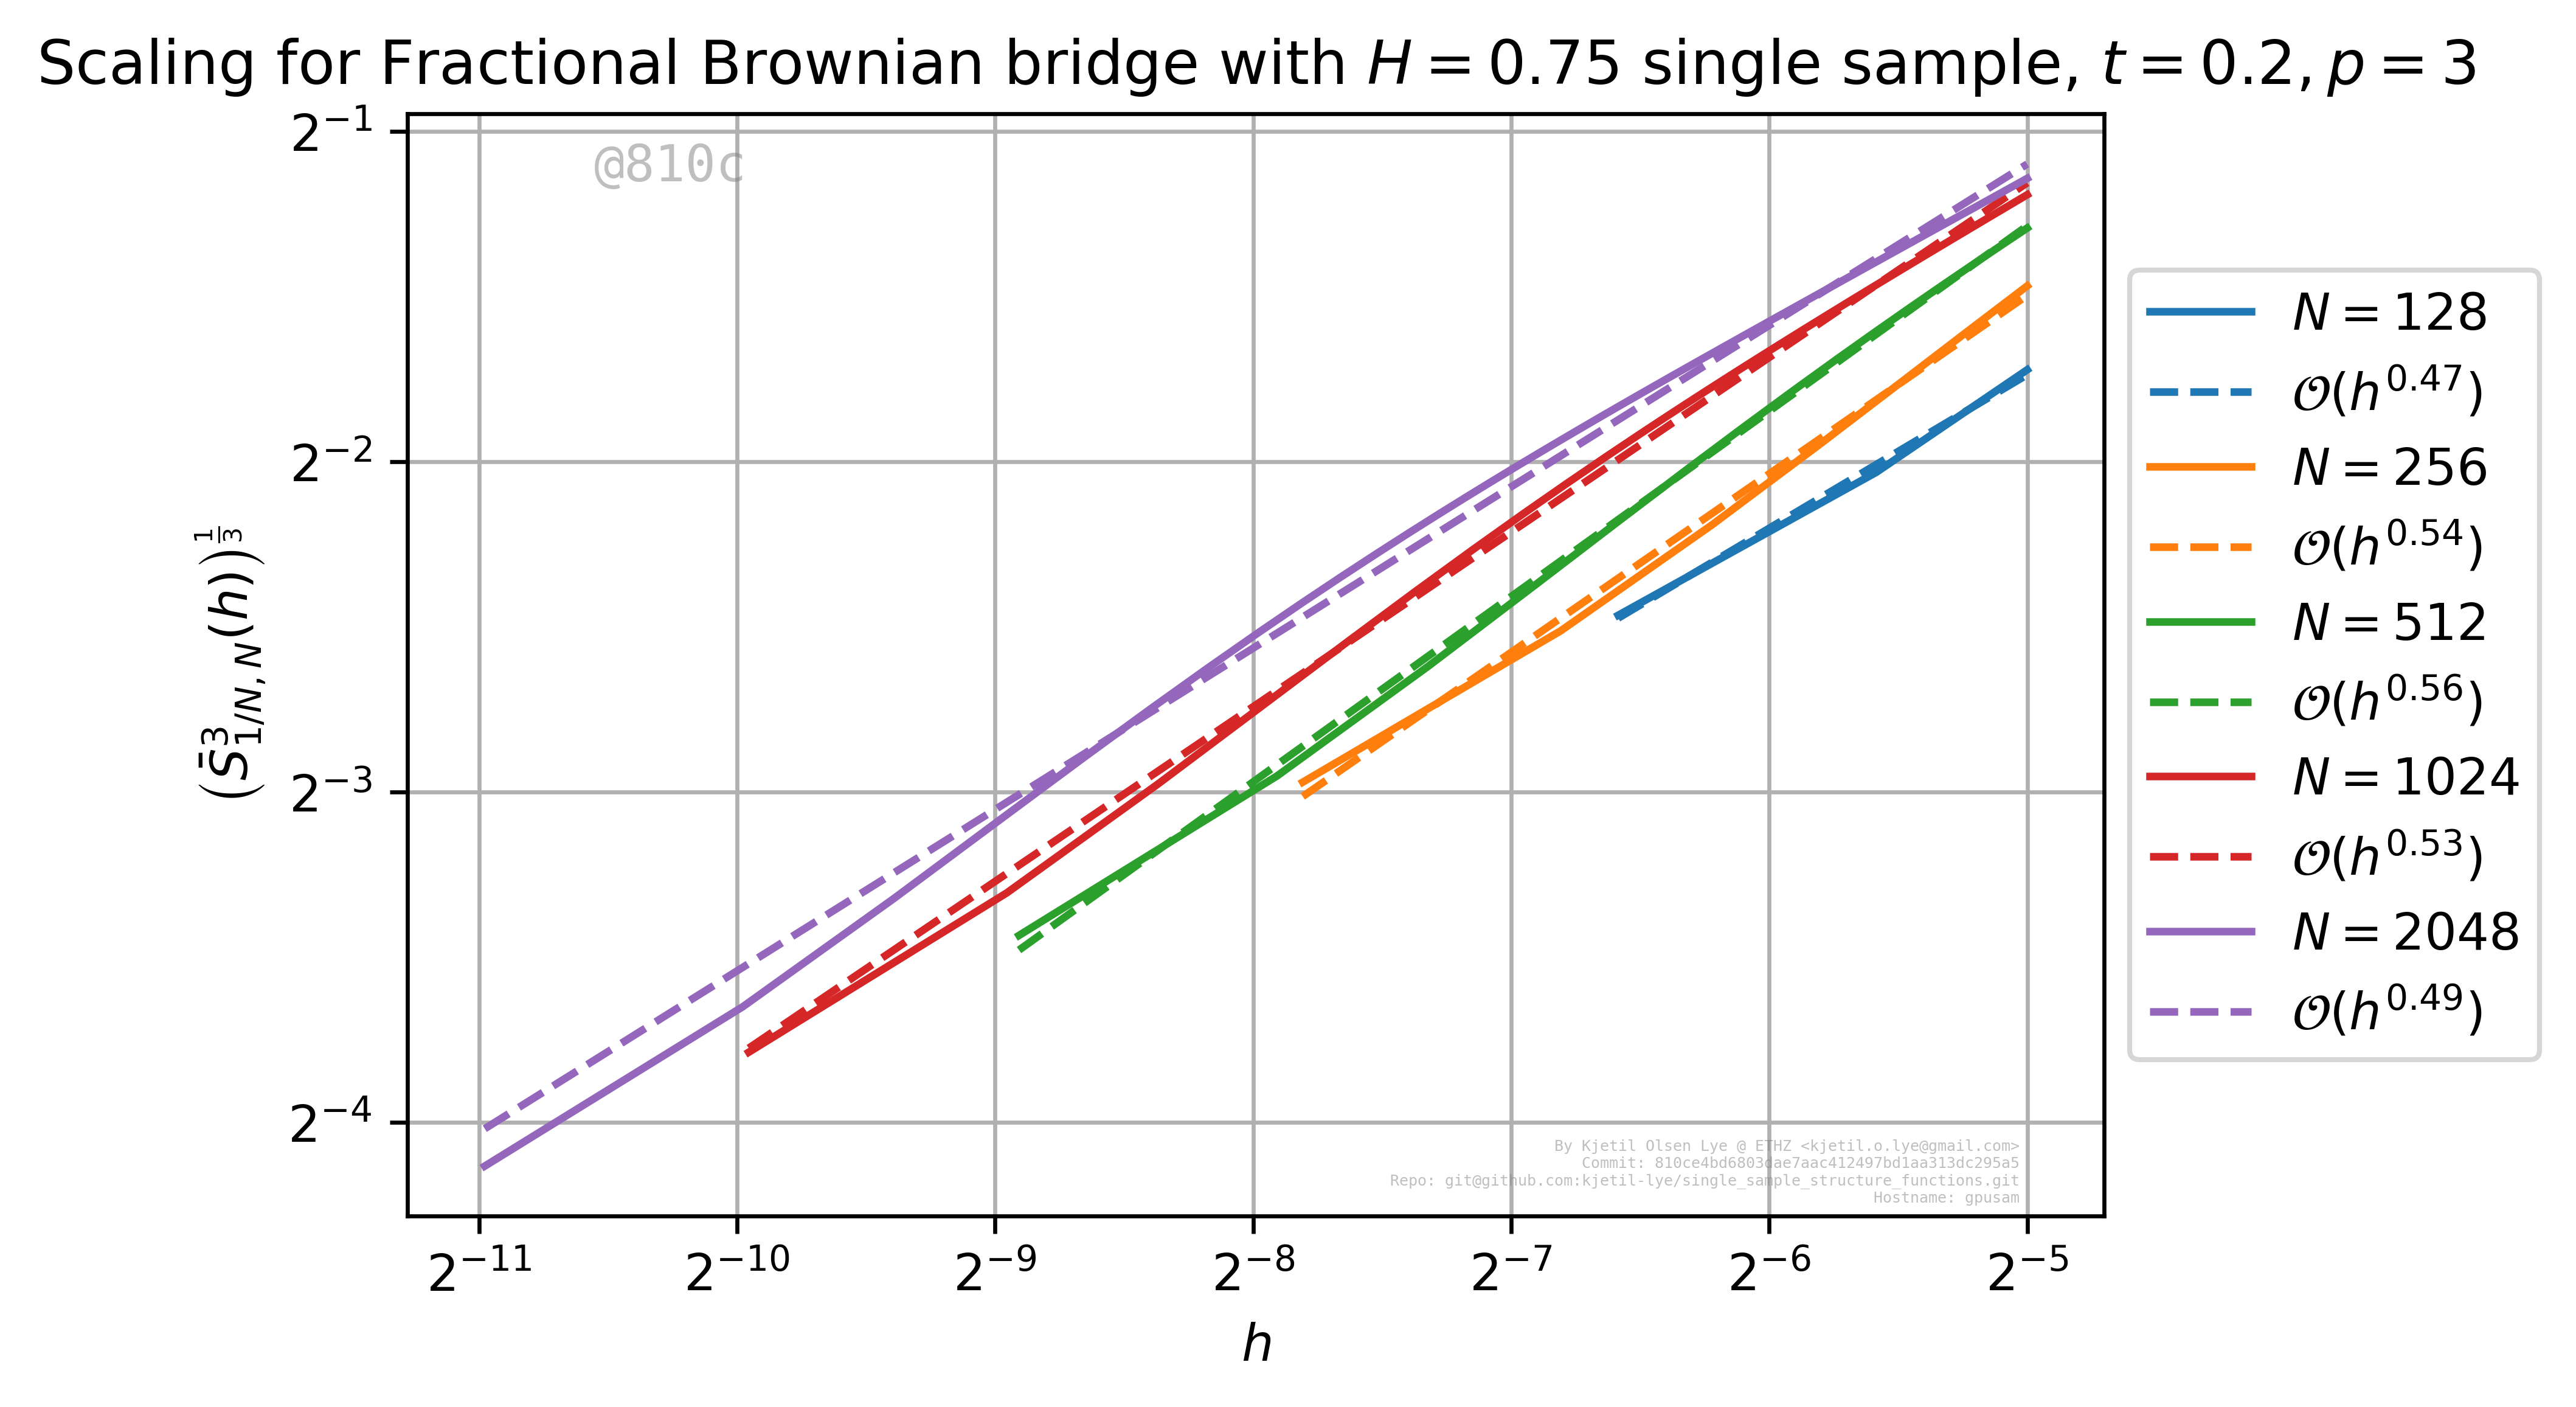 Scaling for Fractional Brownian bridge with H = 0.75 single sample, t = 0.2, p = 3
@810c
2⁻¹
2⁻²
2⁻³
2⁻⁴
(S̄³₁/N, N(h))^(1/3)
2⁻¹¹
2⁻¹⁰
2⁻⁹
2⁻⁸
2⁻⁷
2⁻⁶
2⁻⁵
h
N = 128
𝒪(h^0.47)
N = 256
𝒪(h^0.54)
N = 512
𝒪(h^0.56)
N = 1024
𝒪(h^0.53)
N = 2048
𝒪(h^0.49)
By Kjetil Olsen Lye @ ETHZ <kjetil.o.lye@gmail.com>
Commit: 810ce4bd6803dae7aac412497bd1aa313dc295a5
Repo: git@github.com:kjetil-lye/single_sample_structure_functions.git
Hostname: gpusam